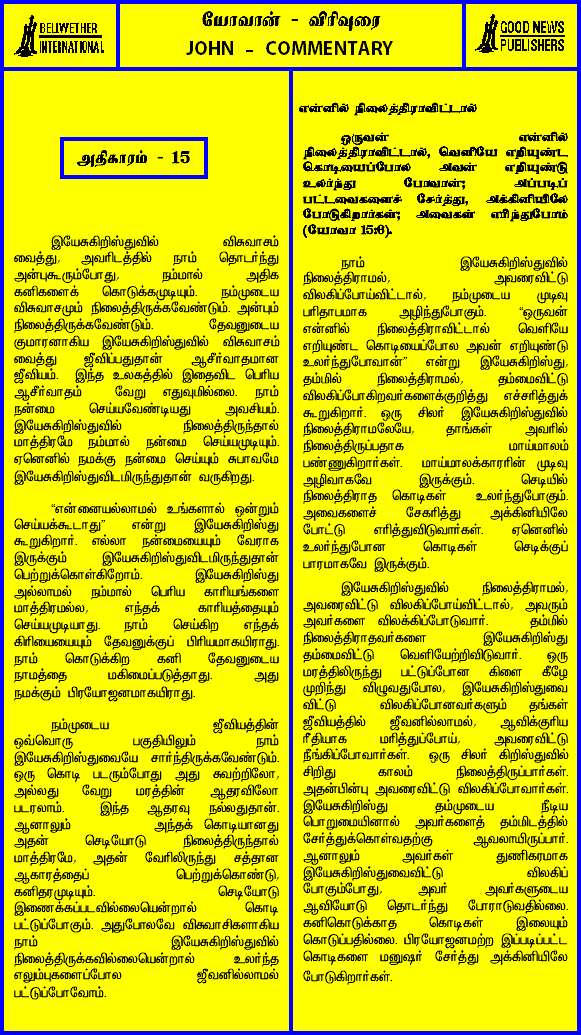 BELWETHER
INTERNATIONAL
யோவான் - விரிவுரை
JOHN - COMMENTARY
GOOD NEWS
PUBLISHERS
அதிகாரம் - 15
இயேசுகிறிஸ்துவில் விசுவாசம்
வைத்து, அவரிடத்தில் நாம் தொடர்ந்து
அன்புகூரும்போது, நம்மால் அதிக
கனிகளைக் கொடுக்கமுடியும். நம்முடைய
விசுவாசமும் நிலைத்திருக்கவேண்டும். அன்பும்
நிலைத்திருக்கவேண்டும். தேவனுடைய
குமாரனாகிய இயேசுகிறிஸ்துவில் விசுவாசம்
வைத்து ஜீவிப்பதுதான் ஆசீர்வாதமான
ஜீவியம். இந்த உலகத்தில் இதைவிட பெரிய
ஆசீர்வாதம் வேறு எதுவுமில்லை. நாம்
நன்மை செய்யவேண்டியது அவசியம்.
இயேசுகிறிஸ்துவில் நிலைத்திருந்தால்
மாத்திரமே நம்மால் நன்மை செய்யமுடியும்.
ஏனெனில் நமக்கு நன்மை செய்யும் சுபாவமே
இயேசுகிறிஸ்துவிடமிருந்துதான் வருகிறது.
“என்னையல்லாமல் உங்களால் ஒன்றும்
செய்யக்கூடாது” என்று இயேசுகிறிஸ்து
கூறுகிறார். எல்லா நன்மையையும் வேராக
இருக்கும் இயேசுகிறிஸ்துவிடமிருந்துதான்
பெற்றுக்கொள்கிறோம். இயேசுகிறிஸ்து
அல்லாமல் நம்மால் பெரிய காரியங்களை
மாத்திரமல்ல, எந்தக் காரியத்தையும்
செய்யமுடியாது. நாம் செய்கிற எந்தக்
கிரியையையும் தேவனுக்குப் பிரியமாகயிராது.
நாம் கொடுக்கிற கனி தேவனுடைய
நாமத்தை மகிமைப்படுத்தாது. அது
நமக்கும் பிரயோஜனமாகயிராது.
நம்முடைய ஜீவியத்தின்
ஒவ்வொரு பகுதியிலும் நாம்
இயேசுகிறிஸ்துவையே சார்ந்திருக்கவேண்டும்.
ஒரு கொடி படரும்போது அது சுவற்றிலோ,
அல்லது வேறு மரத்தின் ஆதரவிலோ
படரலாம். இந்த ஆதரவு நல்லதுதான்.
ஆனாலும் அந்தக் கொடியானது
அதன் செடியோடு நிலைத்திருந்தால்
மாத்திரமே, அதன் வேரிலிருந்து சத்தான
ஆகாரத்தைப் பெற்றுக்கொண்டு,
கனிதரமுடியும். செடியோடு
இணைக்கப்படவில்லையென்றால் கொடி
பட்டுப்போகும். அதுபோலவே விசுவாசிகளாகிய
நாம் இயேசுகிறிஸ்துவில்
நிலைத்திருக்கவில்லையென்றால் உலர்ந்த
எலும்புகளைப்போல ஜீவனில்லாமல்
பட்டுப்போவோம்.
என்னில் நிலைத்திராவிட்டால்
ஒருவன் என்னில்
நிலைத்திராவிட்டால், வெளியே எறியுண்ட
கொடியைப்போல அவன் எறியுண்டு
உலர்ந்து போவான்; அப்படிப்
பட்டவைகளைச் சேர்த்து, அக்கினியிலே
போடுகிறார்கள்; அவைகள் எரிந்துபோம்
(யோவா 15:6).
நாம் இயேசுகிறிஸ்துவில்
நிலைத்திராமல், அவரைவிட்டு
விலகிப்போய்விட்டால், நம்முடைய முடிவு
பரிதாபமாக அழிந்துபோகும். “ஒருவன்
என்னில் நிலைத்திராவிட்டால் வெளியே
எறியுண்ட கொடியைப்போல அவன் எறியுண்டு
உலர்ந்துபோவான்” என்று இயேசுகிறிஸ்து,
தம்மில் நிலைத்திராமல், தம்மைவிட்டு
விலகிப்போகிறவர்களைக்குறித்து எச்சரித்துக்
கூறுகிறார். ஒரு சிலர் இயேசுகிறிஸ்துவில்
நிலைத்திராமலேயே, தாங்கள் அவரில்
நிலைத்திருப்பதாக மாய்மாலம்
பண்ணுகிறார்கள். மாய்மாலக்காரரின் முடிவு
அழிவாகவே இருக்கும். செடியில்
நிலைத்திராத கொடிகள் உலர்ந்துபோகும்.
அவைகளைச் சேகரித்து அக்கினியிலே
போட்டு எரித்துவிடுவார்கள். ஏனெனில்
உலர்ந்துபோன கொடிகள் செடிக்குப்
பாரமாகவே இருக்கும்.
இயேசுகிறிஸ்துவில் நிலைத்திராமல்,
அவரைவிட்டு விலகிப்போய்விட்டால், அவரும்
அவர்களை விலக்கிப்போடுவார். தம்மில்
நிலைத்திராதவர்களை இயேசுகிறிஸ்து
தம்மைவிட்டு வெளியேற்றிவிடுவார். ஒரு
மரத்திலிருந்து பட்டுப்போன கிளை கீழே
முறிந்து விழுவதுபோல, இயேசுகிறிஸ்துவை
விட்டு விலகிப்போனவர்களும் தங்கள்
ஜீவியத்தில் ஜீவனில்லாமல், ஆவிக்குரிய
ரீதியாக மரித்துப்போய், அவரைவிட்டு
நீங்கிப்போவார்கள். ஒரு சிலர் கிறிஸ்துவில்
சிறிது காலம் நிலைத்திருப்பார்கள்.
அதன்பின்பு அவரைவிட்டு விலகிப்போவார்கள்.
இயேசுகிறிஸ்து தம்முடைய நீடிய
பொறுமையினால் அவர்களைத் தம்மிடத்தில்
சேர்த்துக்கொள்வதற்கு ஆவலாயிருப்பார்.
ஆனாலும் அவர்கள் துணிகரமாக
இயேசுகிறிஸ்துவைவிட்டு விலகிப்
போகும்போது, அவர் அவர்களுடைய
ஆவியோடு தொடர்ந்து போராடுவதில்லை.
கனிகொடுக்காத கொடிகள் இலையும்
கொடுப்பதில்லை. பிரயோஜனமற்ற இப்படிப்பட்ட
கொடிகளை மனுஷர் சேர்த்து அக்கினியிலே
போடுகிறார்கள்.